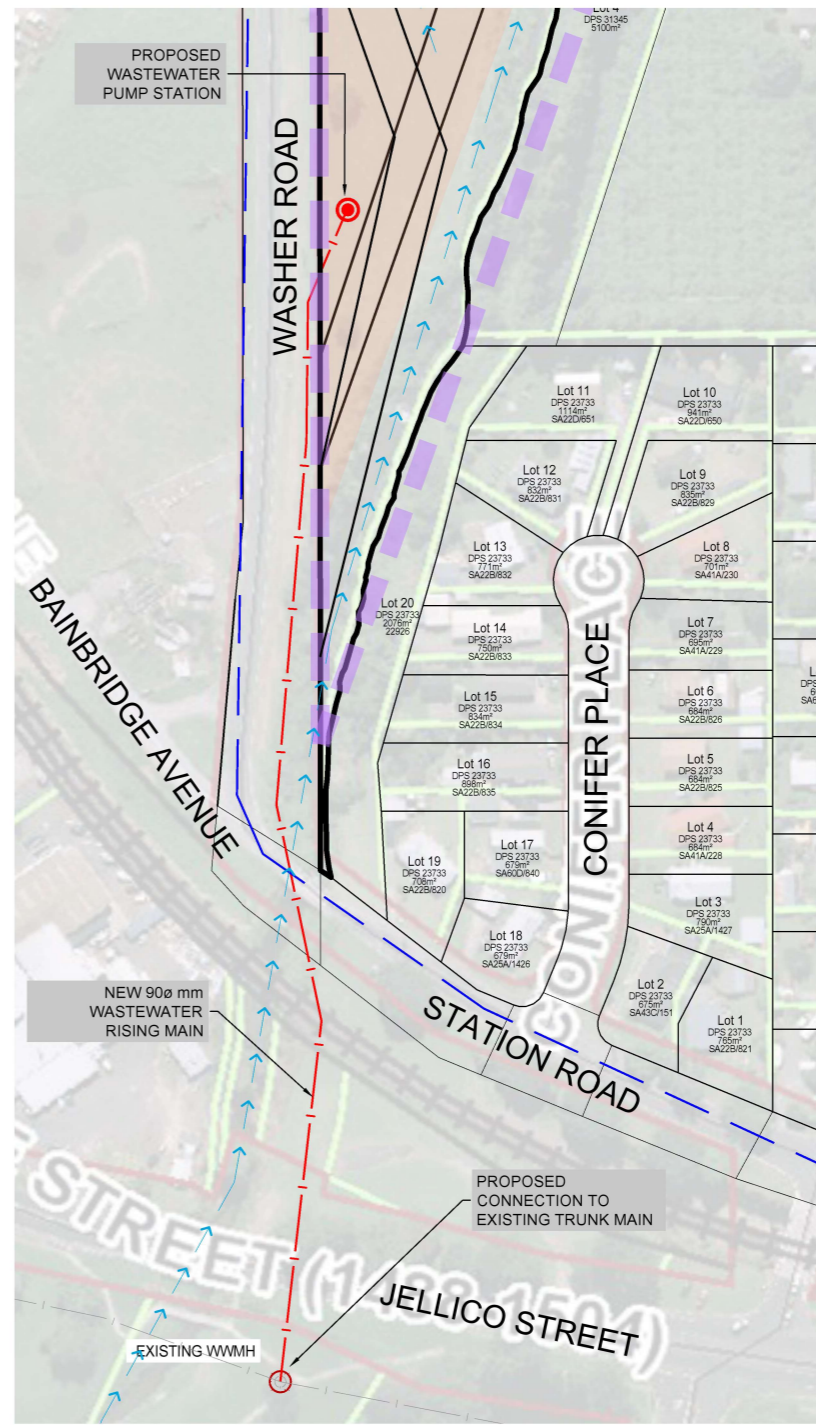 Lot 4
DPS 31345
5100m²
PROPOSED
WASTEWATER
PUMP STATION
WASHER ROAD
Lot 11
DPS 23733
1114m²
SA22D/651
Lot 10
DPS 23733
941m²
SA22D/650
Lot 12
DPS 23733
832m²
SA22B/831
Lot 9
DPS 23733
835m²
SA22B/829
Lot 13
DPS 23733
771m²
SA22B/832
Lot 8
DPS 23733
701m²
SA41A/230
Lot 20
DPS 23733
2076m²
22926
Lot 14
DPS 23733
750m²
SA22B/833
Lot 7
DPS 23733
695m²
SA41A/229
Lot 15
DPS 23733
834m²
SA22B/834
Lot 6
DPS 23733
684m²
SA22B/826
Lot 16
DPS 23733
898m²
SA22B/835
Lot 5
DPS 23733
684m²
SA22B/825
CONIFER PLACE
BAINBRIDGE AVENUE
Lot 19
DPS 23733
708m²
SA22B/820
Lot 17
DPS 23733
679m²
SA60D/840
Lot 4
DPS 23733
684m²
SA41A/228
Lot 3
DPS 23733
790m²
SA25A/1427
Lot 18
DPS 23733
679m²
SA25A/1426
Lot 2
DPS 23733
675m²
SA43C/151
Lot 1
DPS 23733
765m²
SA22B/821
NEW 90ø mm
WASTEWATER
RISING MAIN
STATION ROAD
PROPOSED
CONNECTION TO
EXISTING TRUNK MAIN
STREET
JELLICO STREET
EXISTING WWMH